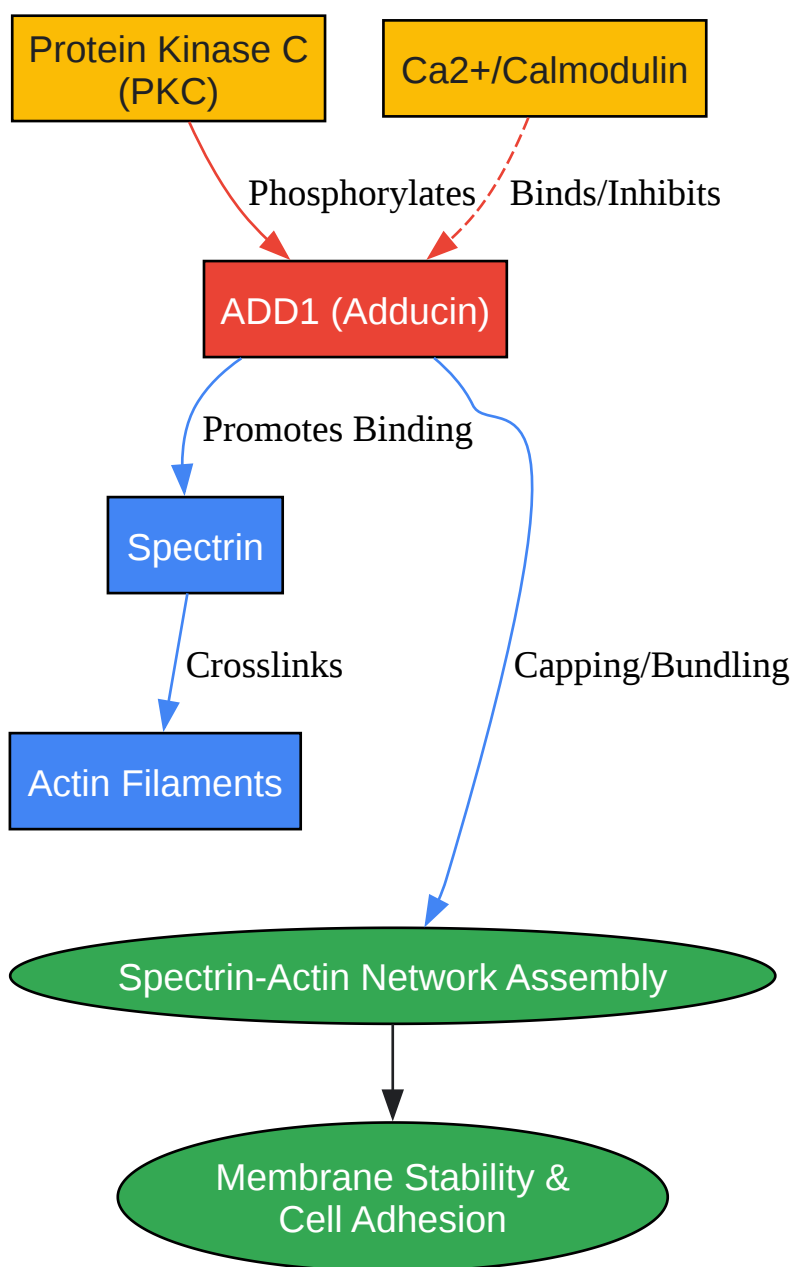 Protein Kinase C
(PKC)
Ca2+/Calmodulin
Phosphorylates
Binds/Inhibits
ADD1 (Adducin)
Promotes Binding
Spectrin
Crosslinks
Capping/Bundling
Actin Filaments
Spectrin-Actin Network Assembly
Membrane Stability &
Cell Adhesion